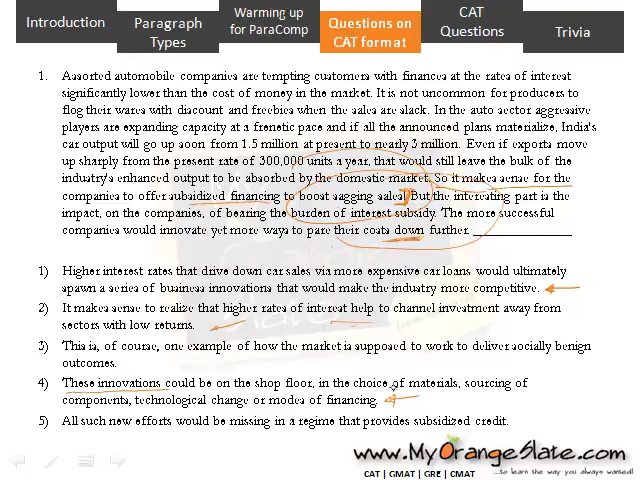 Introduction
Paragraph
Types
Warming up
for ParaComp
Questions on
CAT format
CAT
Questions
Trivia
1. Assorted automobile companies are tempting customers with finances at the rates of interest
significantly lower than the cost of money in the market. It is not uncommon for producers to
flog their wares with discount and freebies when the sales are slack. In the auto sector aggressive
players are expanding capacity at a frenetic pace and if all the announced plans materialize, India's
car output will go up soon from 1.5 million at present to nearly 3 million. Even if exports move
up sharply from the present rate of 300,000 units a year, that would still leave the bulk of the
industry's enhanced output to be absorbed by the domestic market. So it makes sense for the
companies to offer subsidized financing to boost sagging sales. But the interesting part is the
impact, on the companies, of bearing the burden of interest subsidy. The more successful
companies would innovate yet more ways to pare their costs down further. ____________
1) Higher interest rates that drive down car sales via more expensive car loans would ultimately
spawn a series of business innovations that would make the industry more competitive.
2) It makes sense to realize that higher rates of interest help to channel investment away from
sectors with low returns.
3) This is, of course, one example of how the market is supposed to work to deliver socially benign
outcomes.
4) These innovations could be on the shop floor, in the choice of materials, sourcing of
components, technological change or modes of financing.
5) All such new efforts would be missing in a regime that provides subsidized credit.
www.MyOrangeSlate.com
CAT | GMAT | GRE | CMAT
...to learn the way you always wanted!